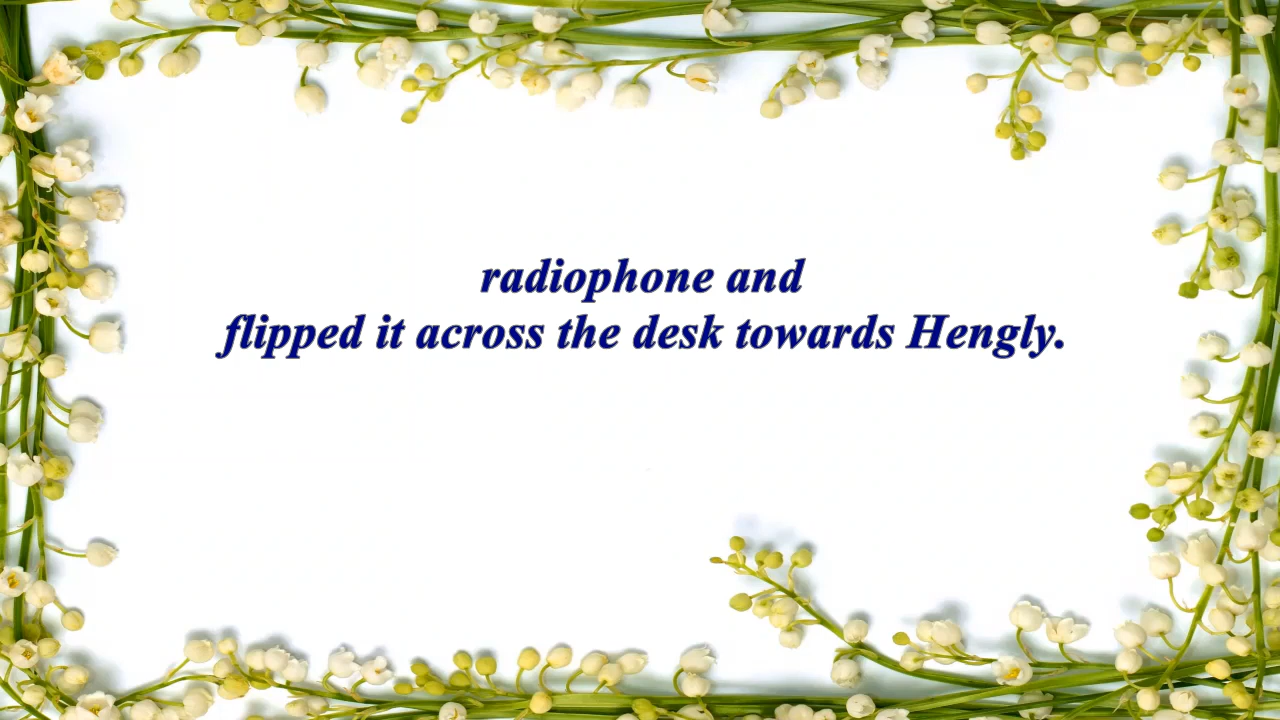 radiophone and
flipped it across the desk towards Hengly.